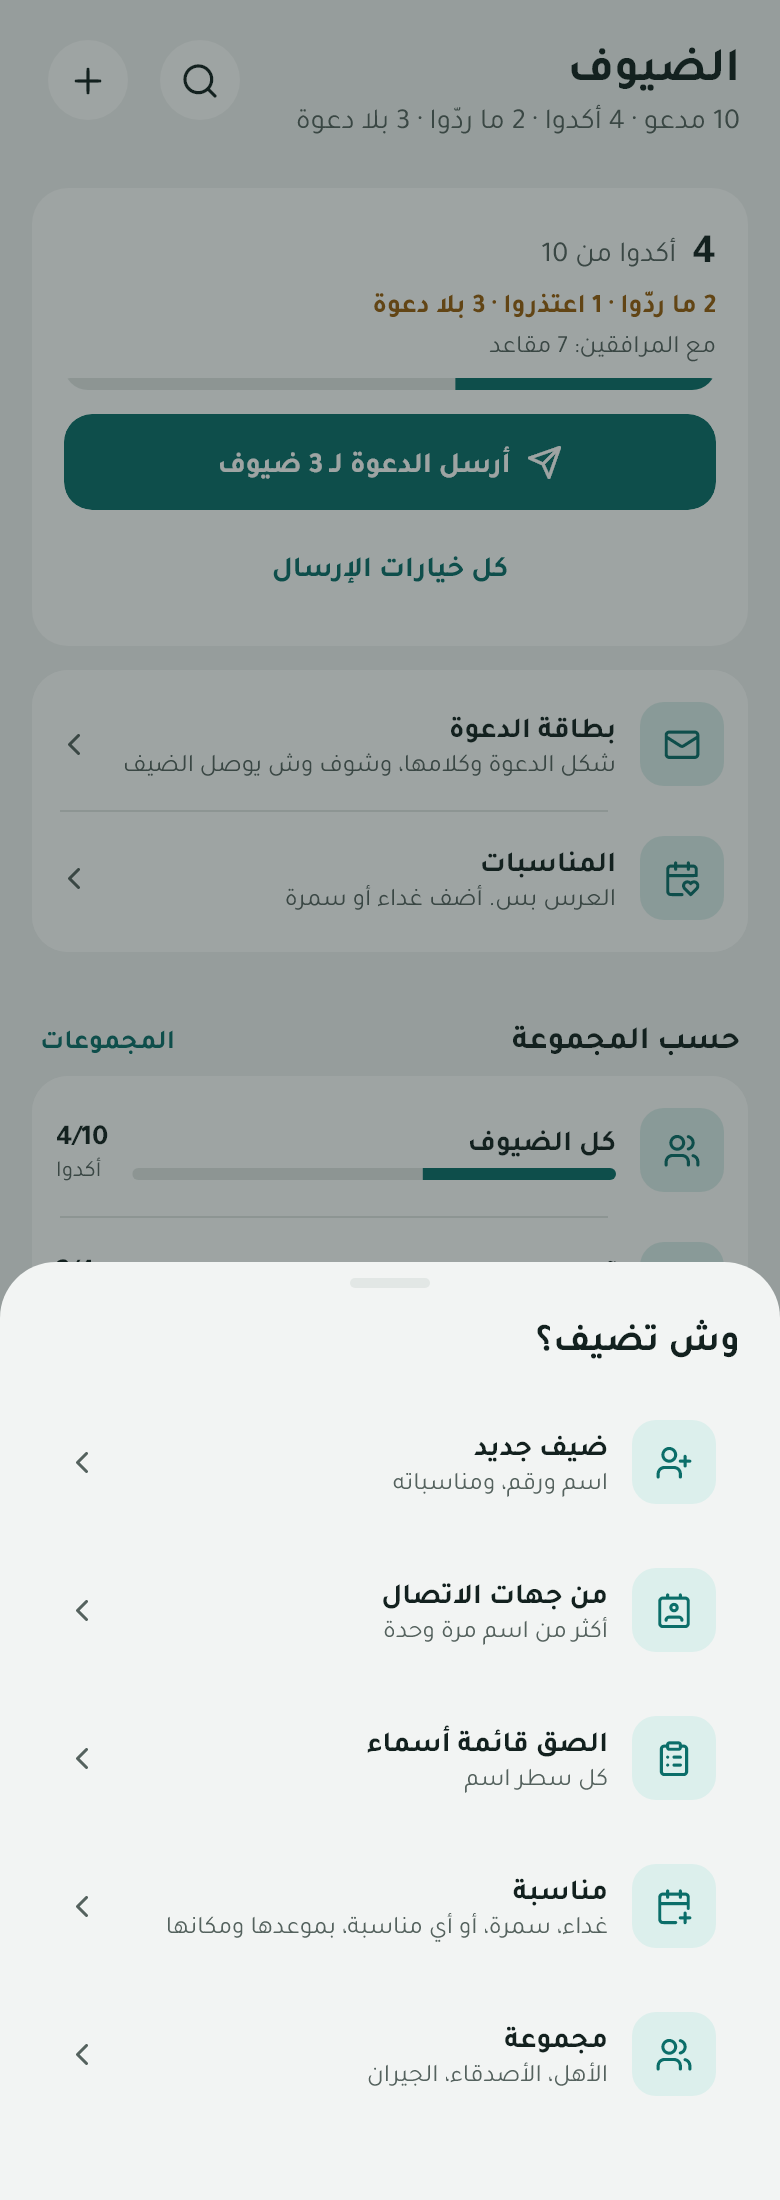 الضيوف
10 مدعو · 4 أكدوا · 2 ما ردّوا · 3 بلا دعوة
4 أكدوا من 10
2 ما ردّوا · 1 اعتذروا · 3 بلا دعوة
مع المرافقين: 7 مقاعد
أرسل الدعوة لـ 3 ضيوف
كل خيارات الإرسال
بطاقة الدعوة
شكل الدعوة وكلامها، وشوف وش يوصل الضيف
المناسبات
العرس بس. أضف غداء أو سمرة
حسب المجموعة
المجموعات
كل الضيوف
4/10
أكدوا
وش تضيف؟
ضيف جديد
اسم ورقم، ومناسباته
من جهات الاتصال
أكثر من اسم مرة وحدة
الصق قائمة أسماء
كل سطر اسم
مناسبة
غداء، سمرة، أو أي مناسبة، بموعدها ومكانها
مجموعة
الأهل، الأصدقاء، الجيران